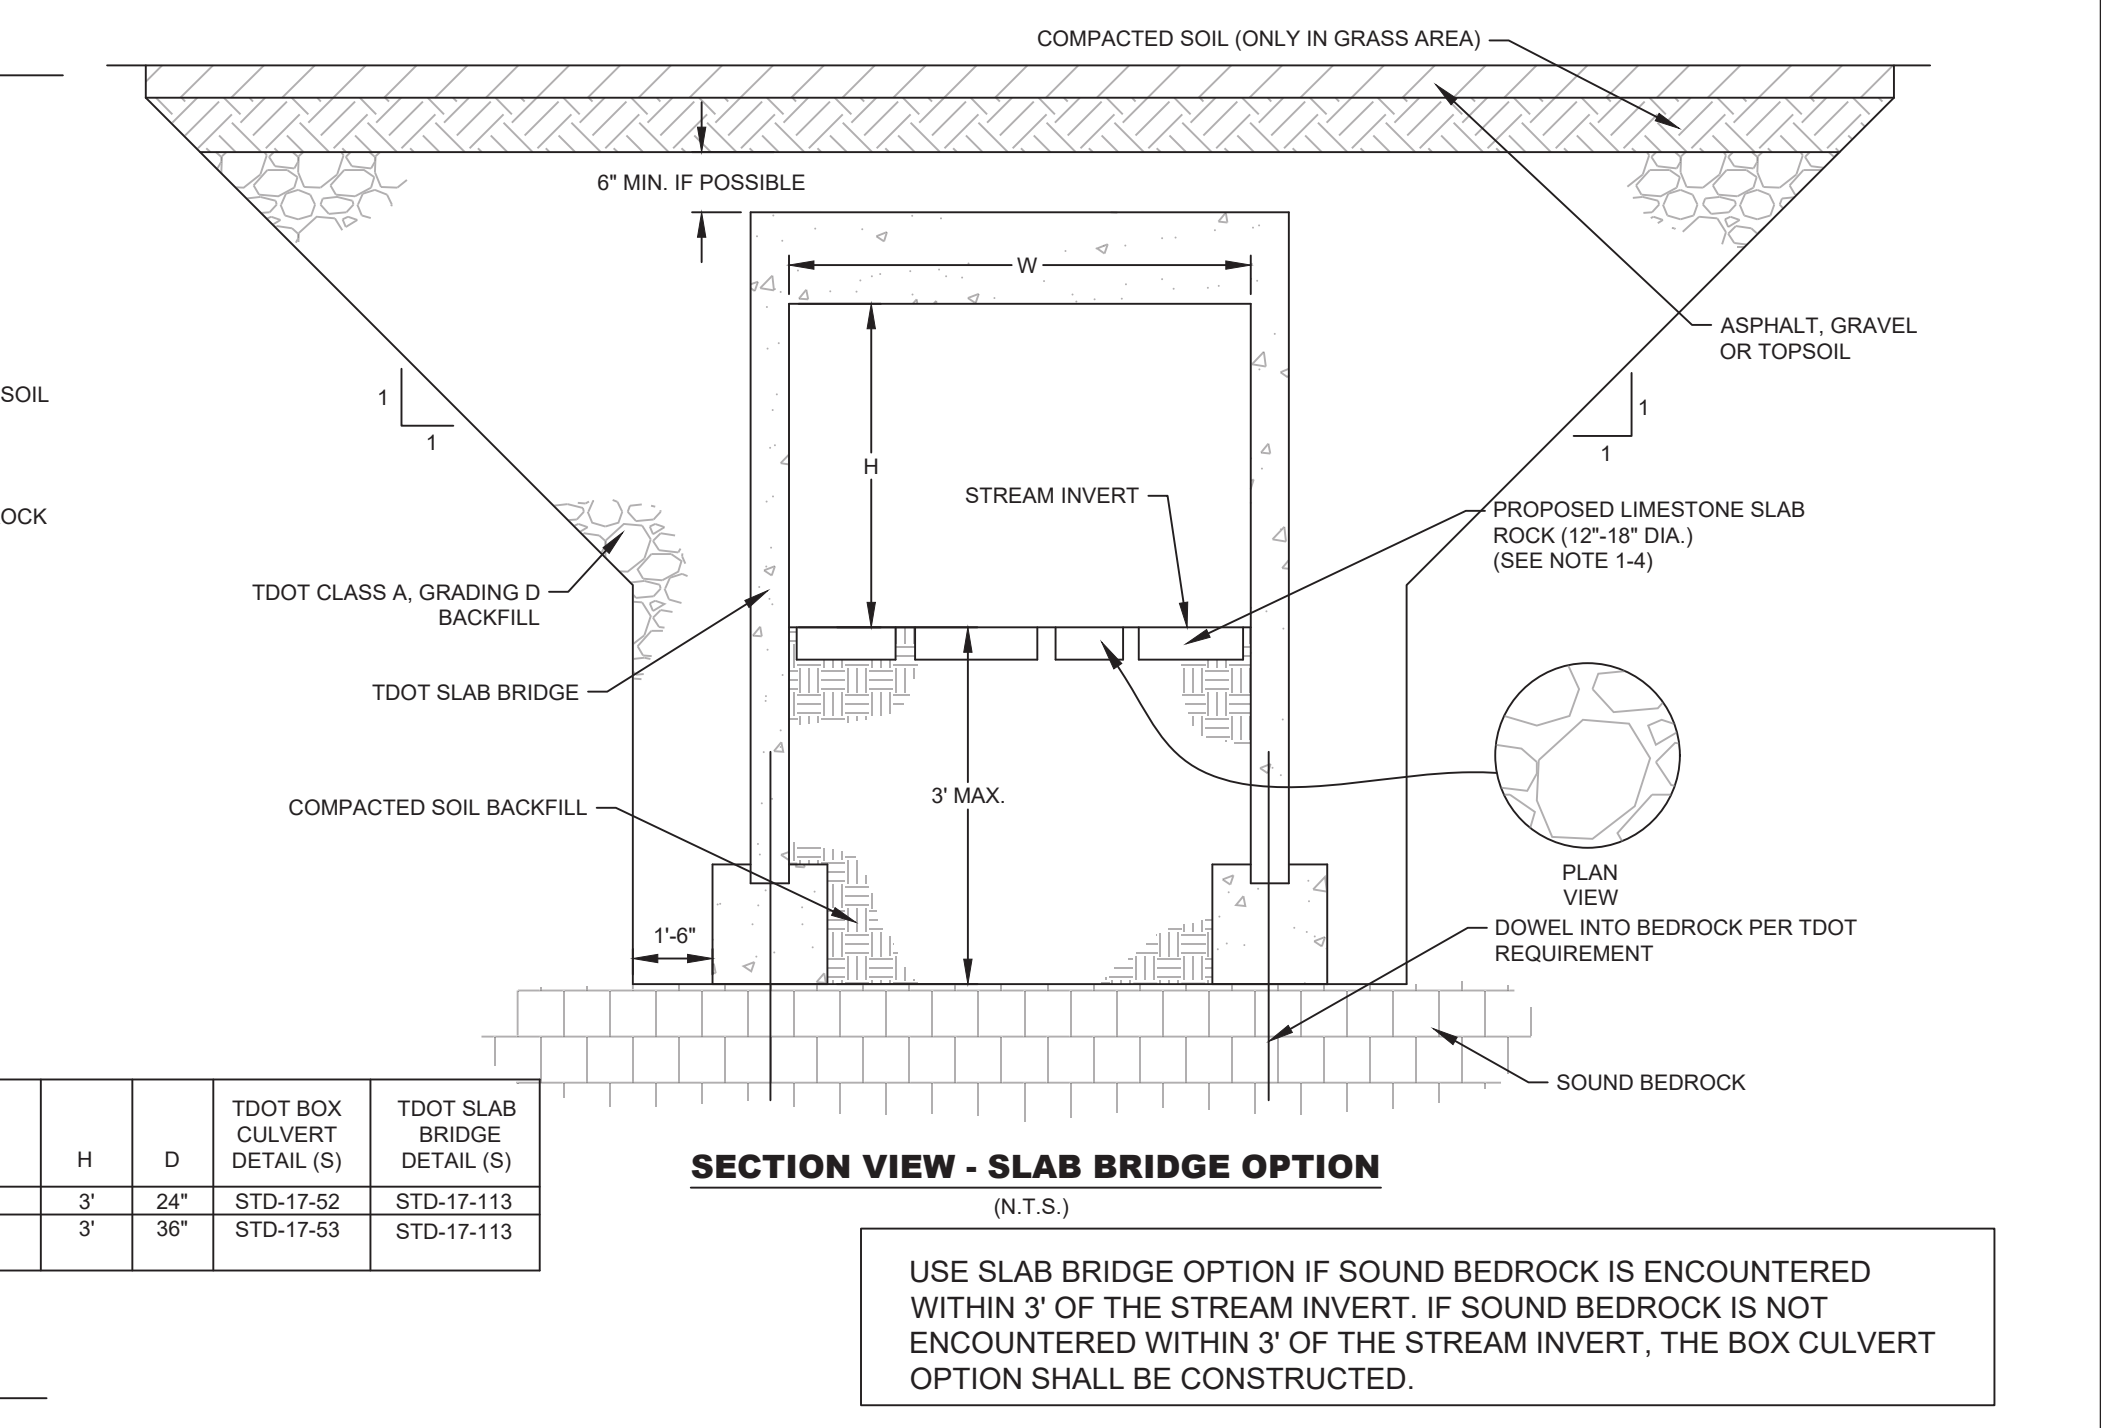 COMPACTED SOIL (ONLY IN GRASS AREA)
6" MIN. IF POSSIBLE
W
ASPHALT, GRAVEL
OR TOPSOIL
SOIL
1
1
1
1
H
STREAM INVERT
PROPOSED LIMESTONE SLAB
ROCK (12"-18" DIA.)
(SEE NOTE 1-4)
OCK
TDOT CLASS A, GRADING D
BACKFILL
TDOT SLAB BRIDGE
3' MAX.
COMPACTED SOIL BACKFILL
PLAN
VIEW
1'-6"
DOWEL INTO BEDROCK PER TDOT
REQUIREMENT
SOUND BEDROCK
H D TDOT BOX CULVERT DETAIL (S) TDOT SLAB BRIDGE DETAIL (S)
3' 24" STD-17-52 STD-17-113
3' 36" STD-17-53 STD-17-113
SECTION VIEW - SLAB BRIDGE OPTION
(N.T.S.)
USE SLAB BRIDGE OPTION IF SOUND BEDROCK IS ENCOUNTERED
WITHIN 3' OF THE STREAM INVERT. IF SOUND BEDROCK IS NOT
ENCOUNTERED WITHIN 3' OF THE STREAM INVERT, THE BOX CULVERT
OPTION SHALL BE CONSTRUCTED.